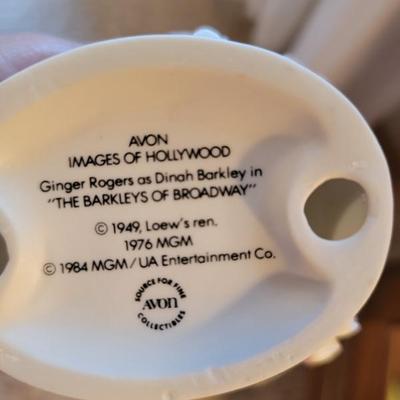 AVON
IMAGES OF HOLLYWOOD
Ginger Rogers as Dinah Barkley in
"THE BARKLEYS OF BROADWAY"
© 1949, Loew's ren.
1976 MGM
© 1984 MGM/UA Entertainment Co.
SOURCE FOR FINE
AVON
COLLECTIBLES